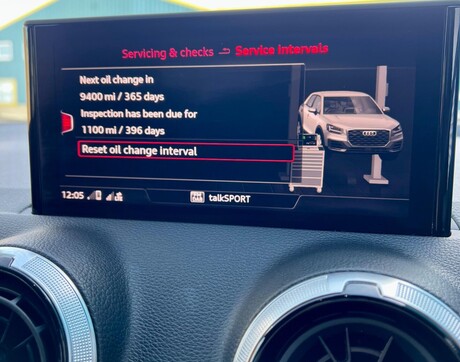 Servicing & checks Service intervals
Next oil change in
9400 mi / 365 days
Inspection has been due for
1100 mi / 396 days
Reset oil change interval
12:05 talkSPORT